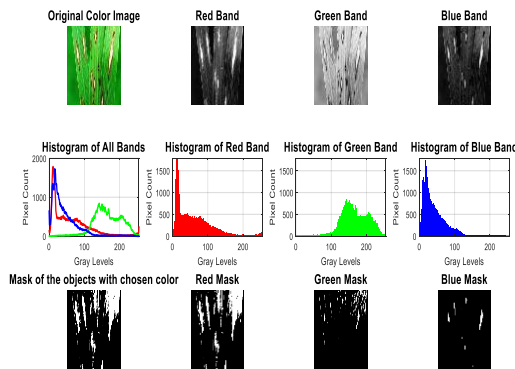 Original Color Image
Red Band
Green Band
Blue Band
Histogram of All Bands
Histogram of Red Band
Histogram of Green Band
Histogram of Blue Band
2000
1000
0
Pixel Count
0 100 200
Gray Levels
1500
1000
500
0
Pixel Count
0 100 200
Gray Levels
1500
1000
500
0
Pixel Count
0 100 200
Gray Levels
1500
1000
500
0
Pixel Count
0 100 200
Gray Levels
Mask of the objects with chosen color
Red Mask
Green Mask
Blue Mask